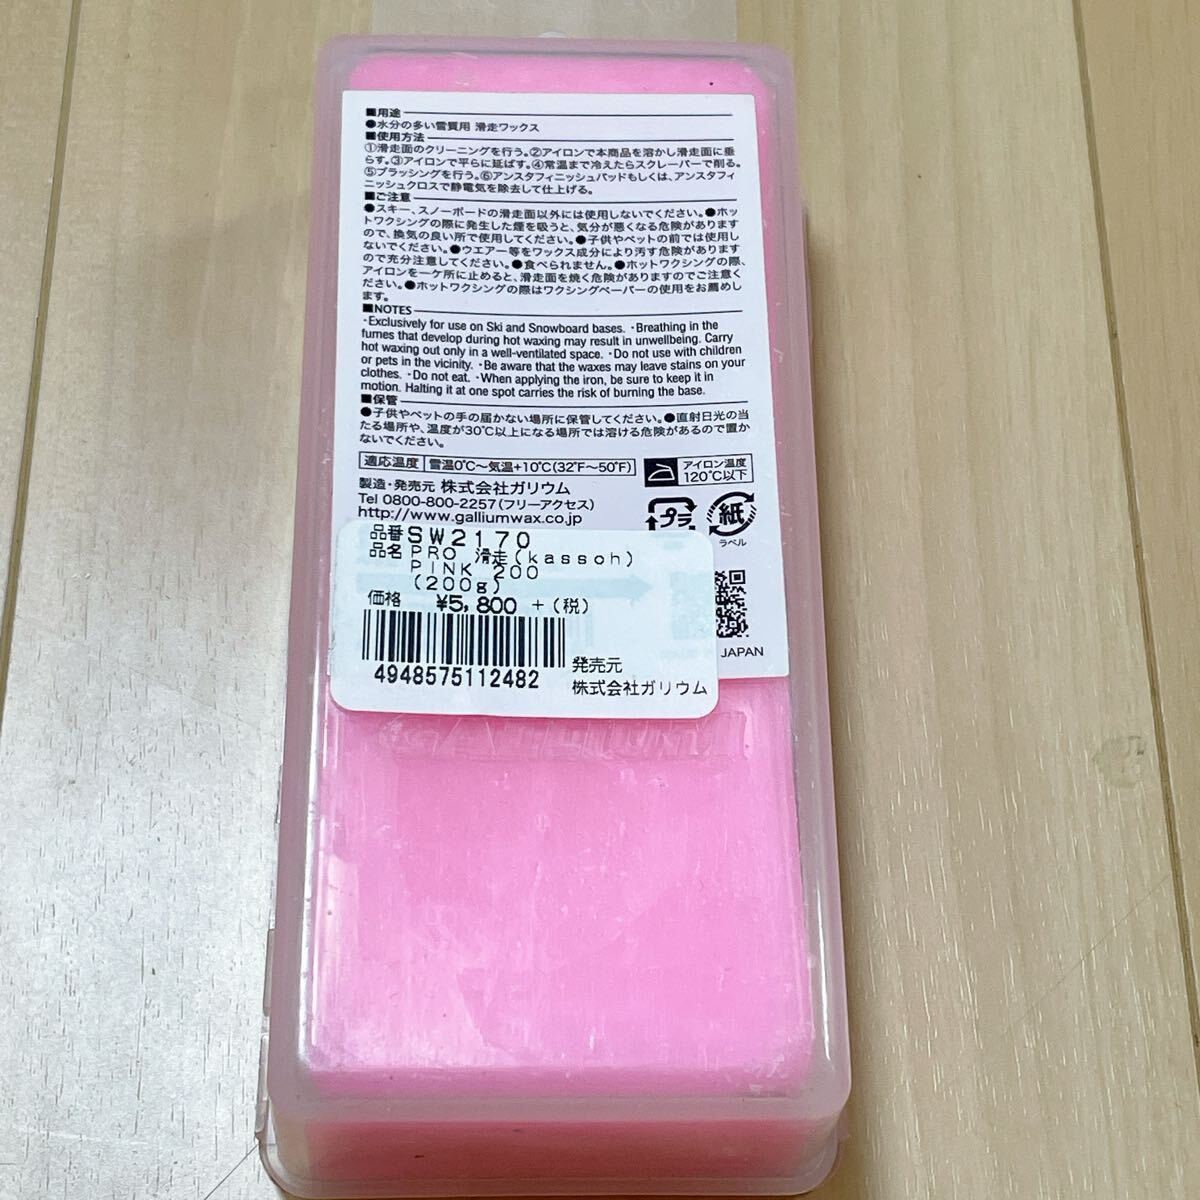 ■用途
●水分の多い雪質用 滑走ワックス
■使用方法
①滑走面のクリーニングを行う。②アイロンで本商品を溶かし滑走面に垂
らす。③アイロンで平らに延ばす。④常温まで冷えたらスクレーパーで削る。
⑤ブラッシングを行う。⑥アンスタフィニッシュパッドもしくは、アンスタフィ
ニッシュクロスで静電気を除去して仕上げる。
■ご注意
●スキー、スノーボードの滑走面以外には使用しないでください。●ホッ
トワクシングの際に発生した煙を吸うと、気分が悪くなる危険があります
ので、換気の良い所で使用してください。●子供やペットの前では使用し
ないでください。●ウエアー等をワックス成分により汚す危険があります
ので充分注意してください。●食べられません。●ホットワクシングの際、
アイロンを一ケ所に止めると、滑走面を焼く危険がありますのでご注意く
ださい。●ホットワクシングの際はワクシングペーパーの使用をお薦めし
ます。
■NOTES
・Exclusively for use on Ski and Snowboard bases. ・Breathing in the
fumes that develop during hot waxing may result in unwellbeing. Carry
hot waxing out only in a well-ventilated space. ・Do not use with children
or pets in the vicinity. ・Be aware that the waxes may leave stains on your
clothes. ・Do not eat. ・When applying the iron, be sure to keep it in
motion. Halting it at one spot carries the risk of burning the base.
■保管
●子供やペットの手の届かない場所に保管してください。●直射日光の当
たる場所や、温度が30℃以上になる場所では溶ける危険があるので置か
ないでください。
適応温度 雪温0℃～気温+10℃(32°F～50°F)
アイロン温度
120℃以下
製造・発売元 株式会社ガリウム
Tel 0800-800-2257(フリーアクセス)
http://www.galliumwax.co.jp
プラ
紙
ラベル
品番 SW2170
品名 PRO 滑走(kassoh)
PINK 200
(200g)
価格 ¥5,800 +(税)
4948575112482
発売元
株式会社ガリウム
JAPAN